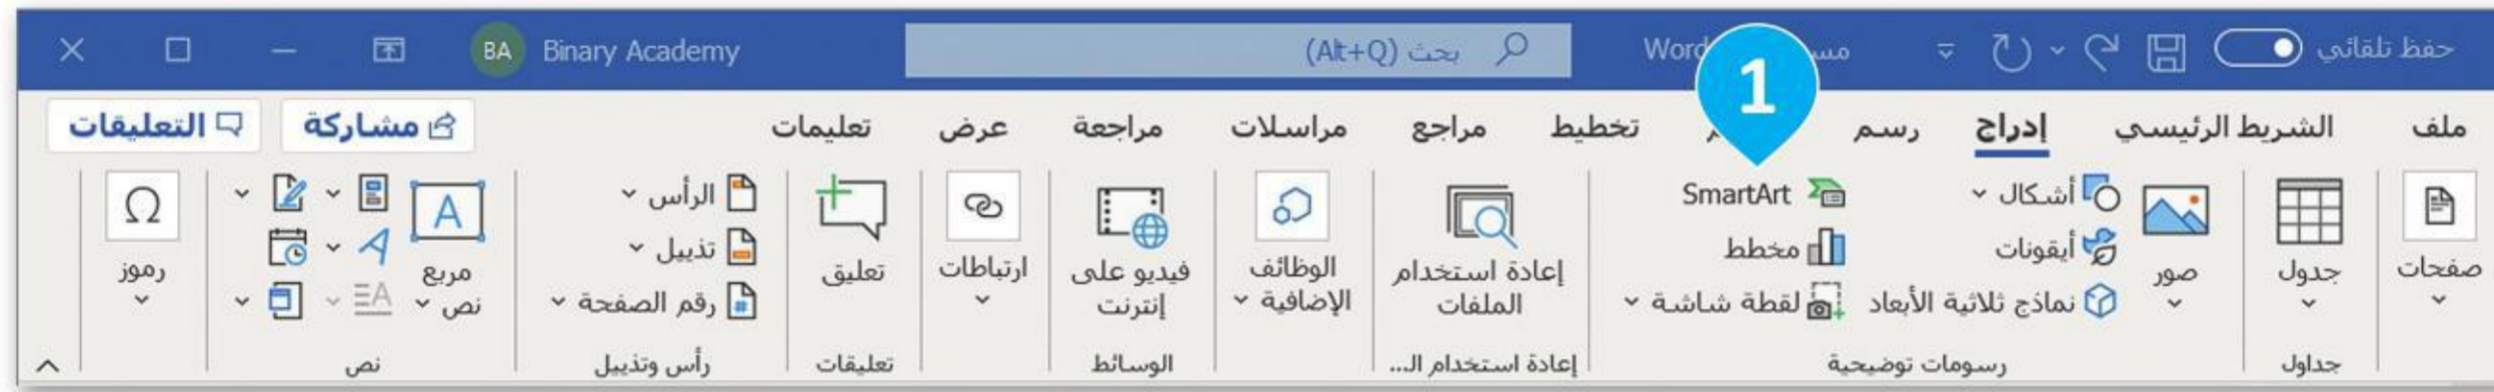 حفظ تلقائي
Word
بحث (Alt+Q)
Binary Academy
BA
1
ملف
الشريط الرئيسي
إدراج
رسم
تخطيط
مراجع
مراسلات
مراجعة
عرض
تعليمات
مشاركة
التعليقات
صفحات
جدول
جداول
صور
أشكال
أيقونات
نماذج ثلاثية الأبعاد
SmartArt
مخطط
لقطة شاشة
رسومات توضيحية
إعادة استخدام
الملفات
إعادة استخدام الـ...
الوظائف
الإضافية
فيديو على
إنترنت
الوسائط
ارتباطات
تعليق
تعليقات
الرأس
تذييل
رقم الصفحة
رأس وتذييل
A
مربع
نص
نص
Ω
رموز